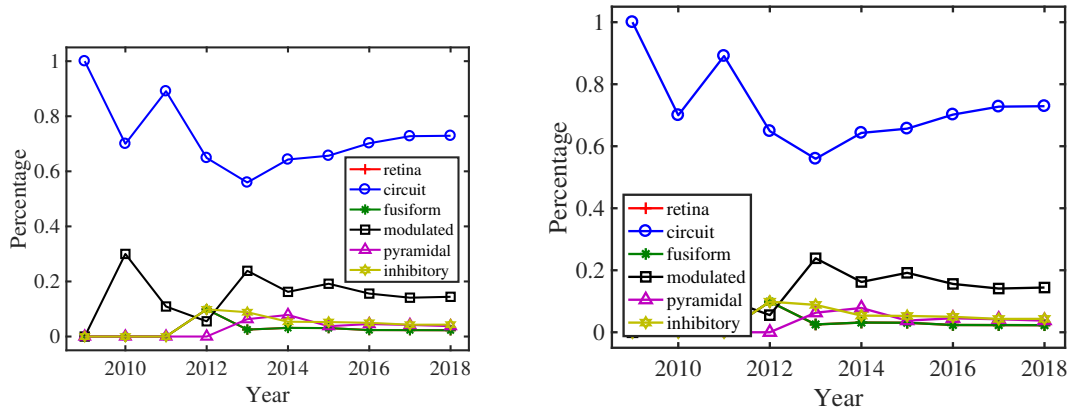 1
0.8
0.6
0.4
0.2
0
Percentage
2010 2012 2014 2016 2018
Year
retina
circuit
fusiform
modulated
pyramidal
inhibitory
1
0.8
0.6
0.4
0.2
0
Percentage
2010 2012 2014 2016 2018
Year
retina
circuit
fusiform
modulated
pyramidal
inhibitory